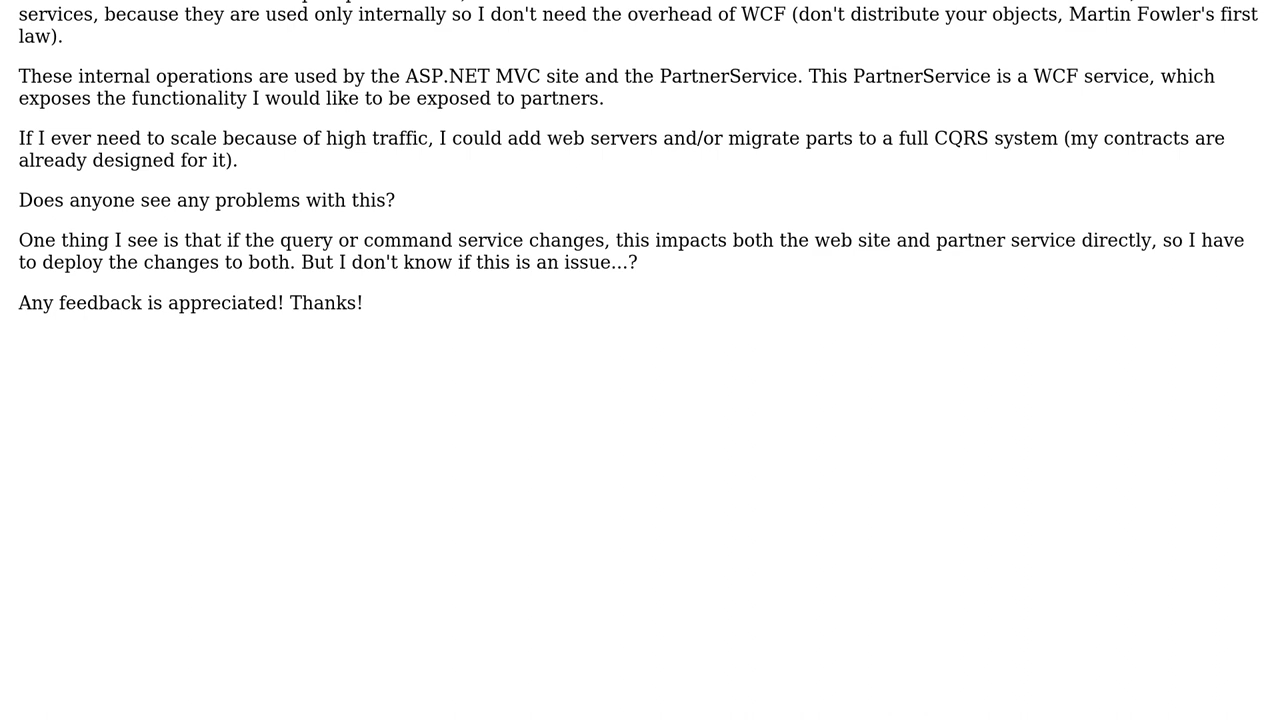 services, because they are used only internally so I don't need the overhead of WCF (don't distribute your objects, Martin Fowler's first
law).
These internal operations are used by the ASP.NET MVC site and the PartnerService. This PartnerService is a WCF service, which
exposes the functionality I would like to be exposed to partners.
If I ever need to scale because of high traffic, I could add web servers and/or migrate parts to a full CQRS system (my contracts are
already designed for it).
Does anyone see any problems with this?
One thing I see is that if the query or command service changes, this impacts both the web site and partner service directly, so I have
to deploy the changes to both. But I don't know if this is an issue...?
Any feedback is appreciated! Thanks!